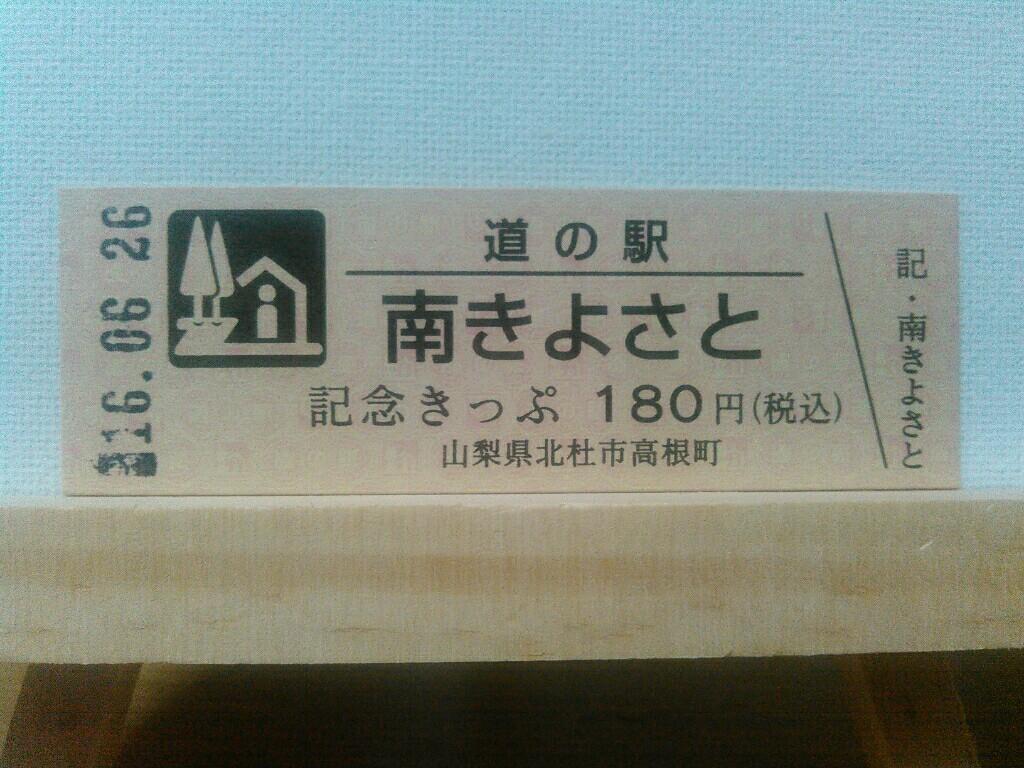 道の駅
南きよさと
記念きっぷ 180円(税込)
山梨県北杜市高根町
記・南きよさと
16.06 26